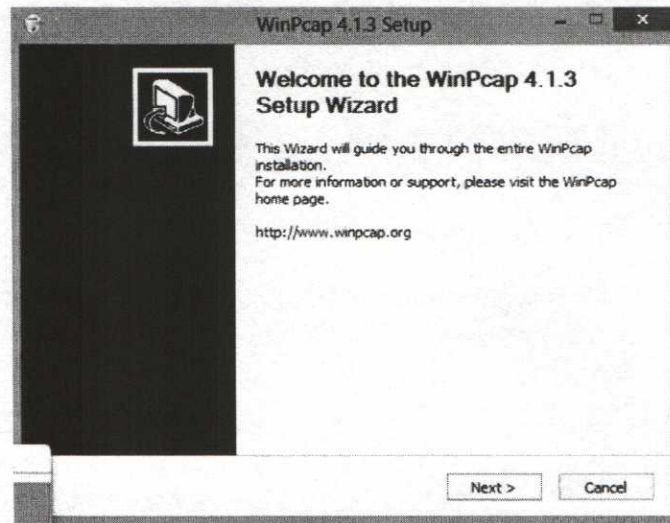 WinPcap 4.1.3 Setup
Welcome to the WinPcap 4.1.3
Setup Wizard
This Wizard will guide you through the entire WinPcap
installation.
For more information or support, please visit the WinPcap
home page.
http://www.winpcap.org
Next >
Cancel